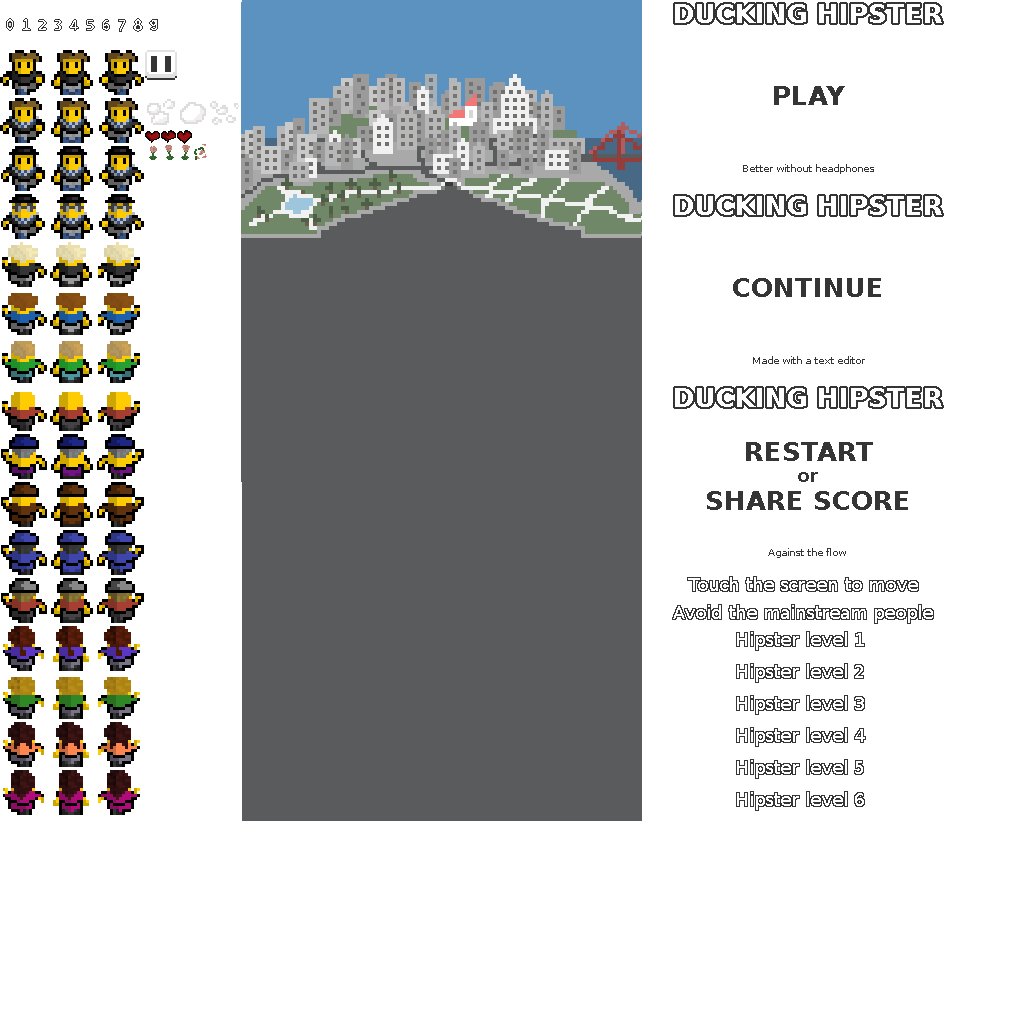 0 1 2 3 4 5 6 7 8 9
DUCKING HIPSTER
PLAY
Better without headphones
DUCKING HIPSTER
CONTINUE
Made with a text editor
DUCKING HIPSTER
RESTART
or
SHARE SCORE
Against the flow
Touch the screen to move
Avoid the mainstream people
Hipster level 1
Hipster level 2
Hipster level 3
Hipster level 4
Hipster level 5
Hipster level 6